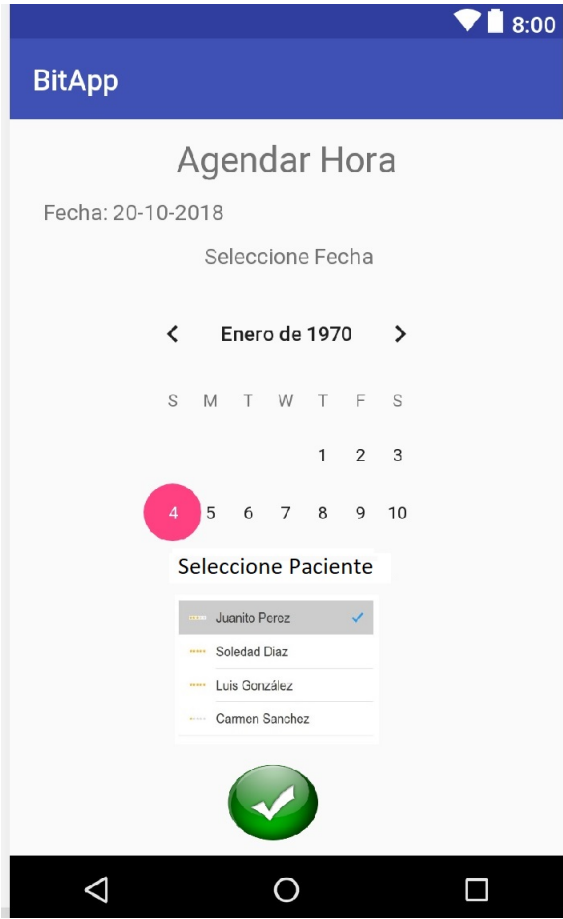 8:00
BitApp
Agendar Hora
Fecha: 20-10-2018
Seleccione Fecha
Enero de 1970
S M T W T F S
1 2 3
4 5 6 7 8 9 10
Seleccione Paciente
Juanito Perez
Soledad Diaz
Luis González
Carmen Sanchez